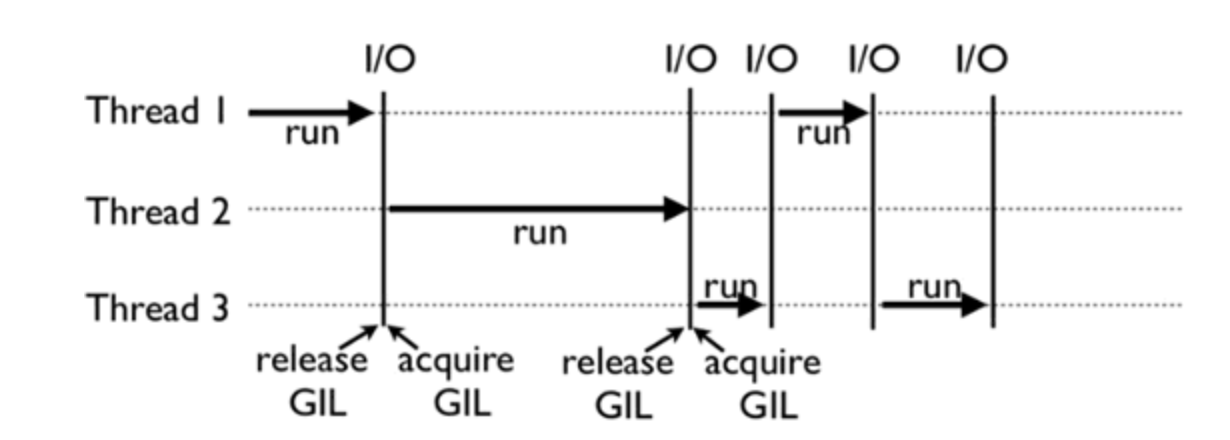 I/O I/O I/O I/O I/O
Thread 1
run run
Thread 2
run
Thread 3
run run
release acquire release acquire
GIL GIL GIL GIL